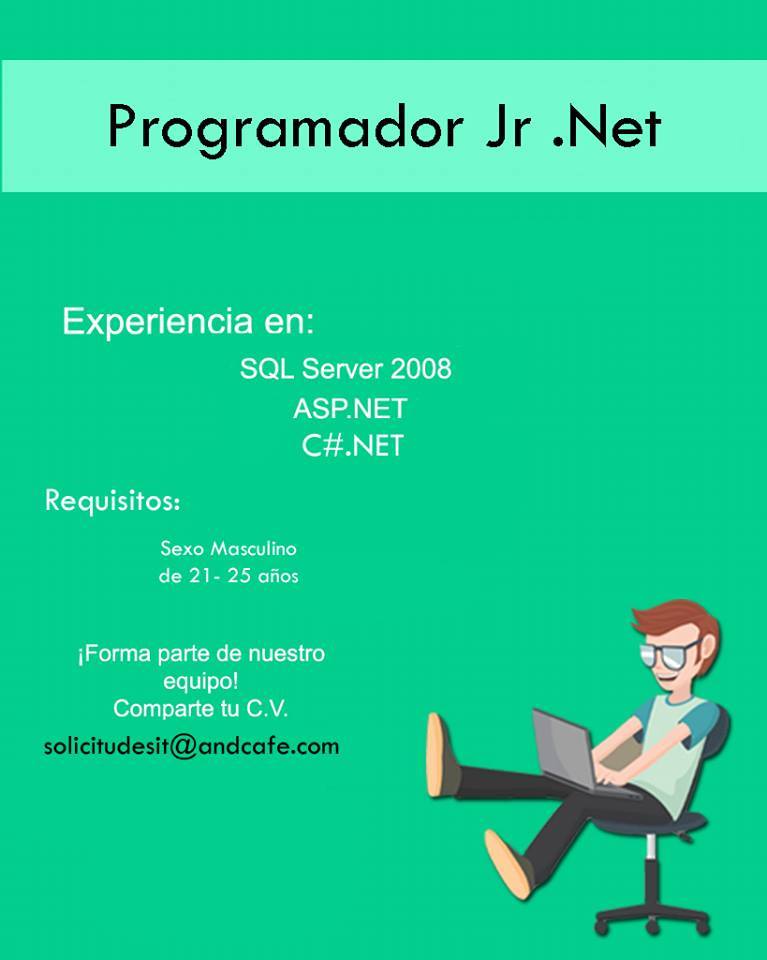 Programador Jr .Net
Experiencia en:
SQL Server 2008
ASP.NET
C#.NET
Requisitos:
Sexo Masculino
de 21- 25 años
¡Forma parte de nuestro
equipo!
Comparte tu C.V.
solicitudesit@andcafe.com